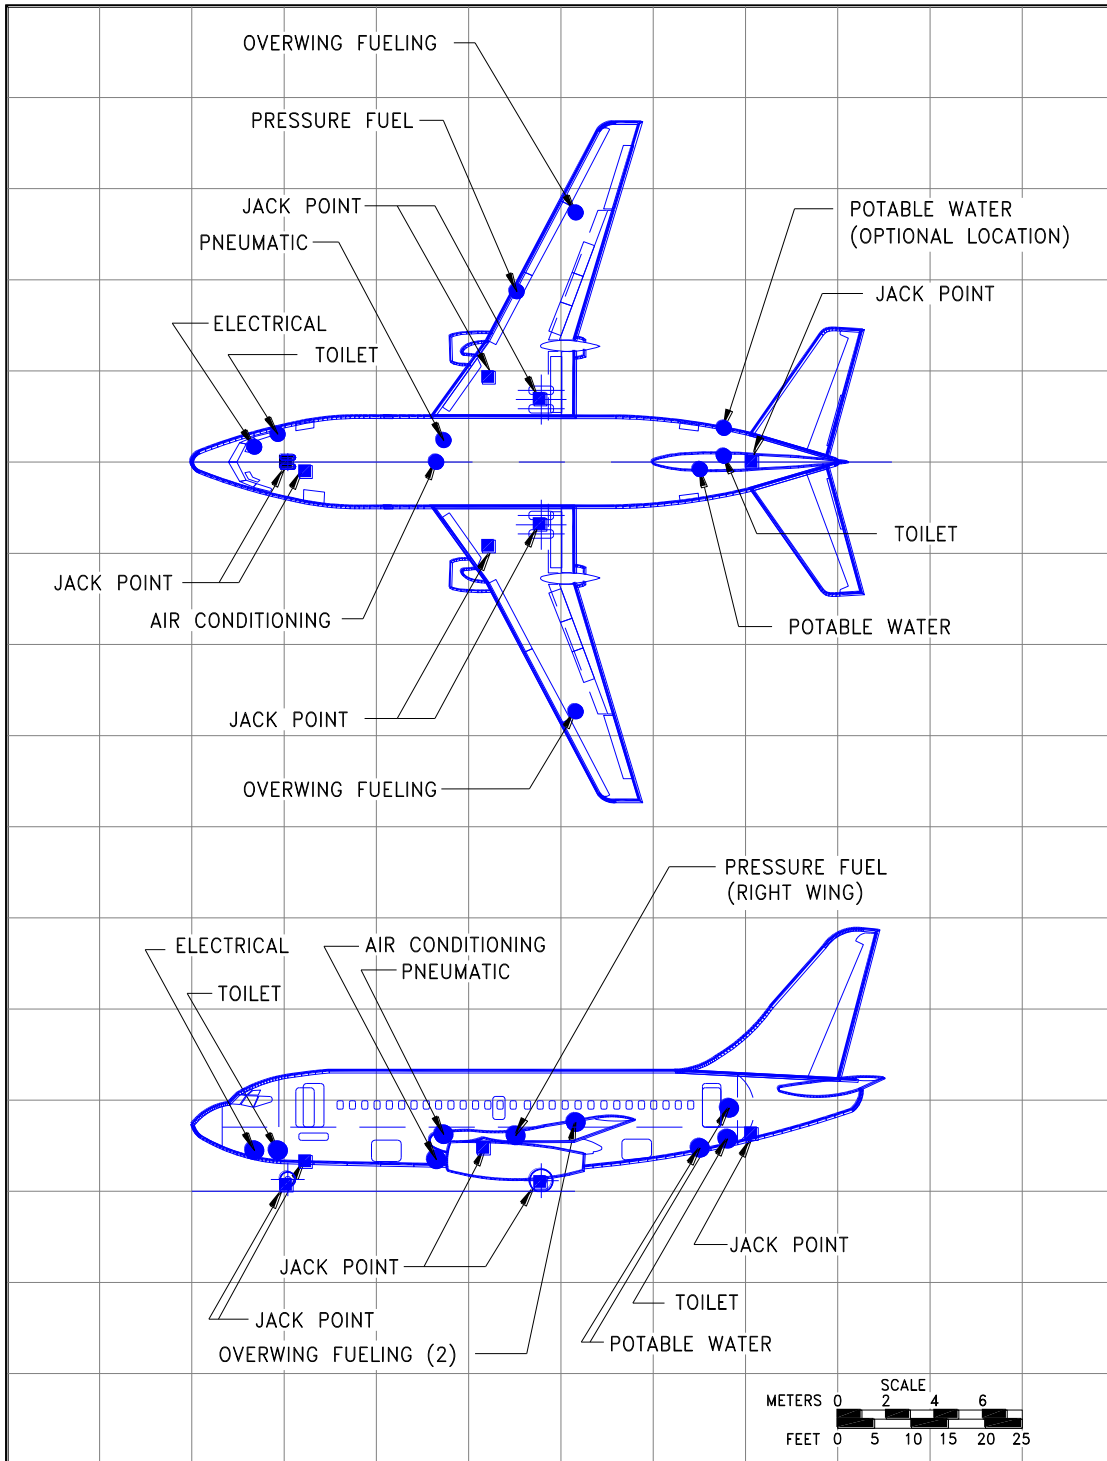 OVERWING FUELING
PRESSURE FUEL
JACK POINT
PNEUMATIC
POTABLE WATER
(OPTIONAL LOCATION)
JACK POINT
ELECTRICAL
TOILET
TOILET
JACK POINT
AIR CONDITIONING
POTABLE WATER
JACK POINT
OVERWING FUELING
PRESSURE FUEL
(RIGHT WING)
ELECTRICAL
AIR CONDITIONING
PNEUMATIC
TOILET
JACK POINT
JACK POINT
TOILET
JACK POINT
POTABLE WATER
OVERWING FUELING (2)
SCALE
METERS 0 2 4 6
FEET 0 5 10 15 20 25